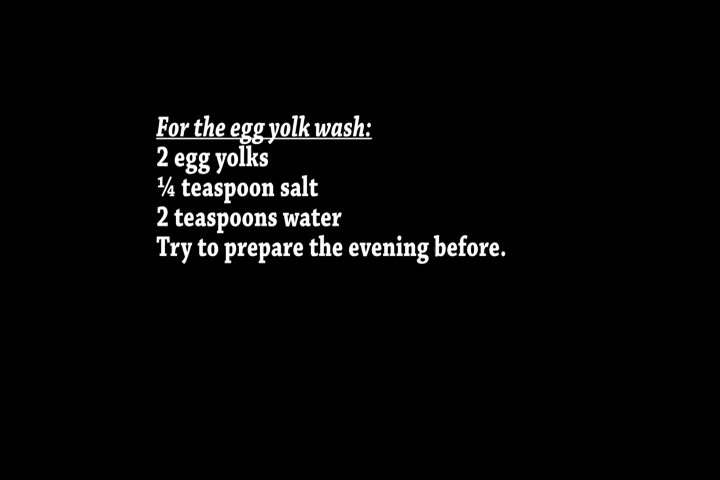 For the egg yolk wash:
2 egg yolks
¼ teaspoon salt
2 teaspoons water
Try to prepare the evening before.